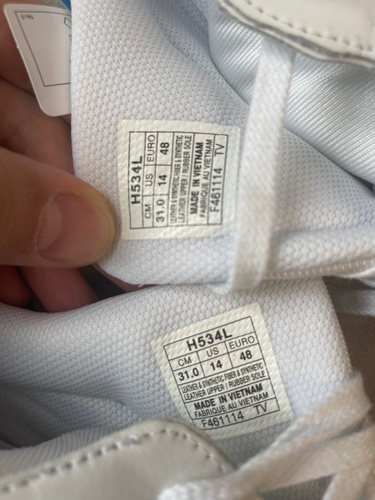 H534L
CM US EURO
31.0 14 48
LEATHER & SYNTHETIC/FIBER & SYNTHETIC
LEATHER UPPER / RUBBER SOLE
MADE IN VIETNAM
FABRIQUE AU VIETNAM
F461114 TV
H534L
CM US EURO
31.0 14 48
LEATHER & SYNTHETIC/FIBER & SYNTHETIC
LEATHER UPPER / RUBBER SOLE
MADE IN VIETNAM
FABRIQUE AU VIETNAM
F461114 TV